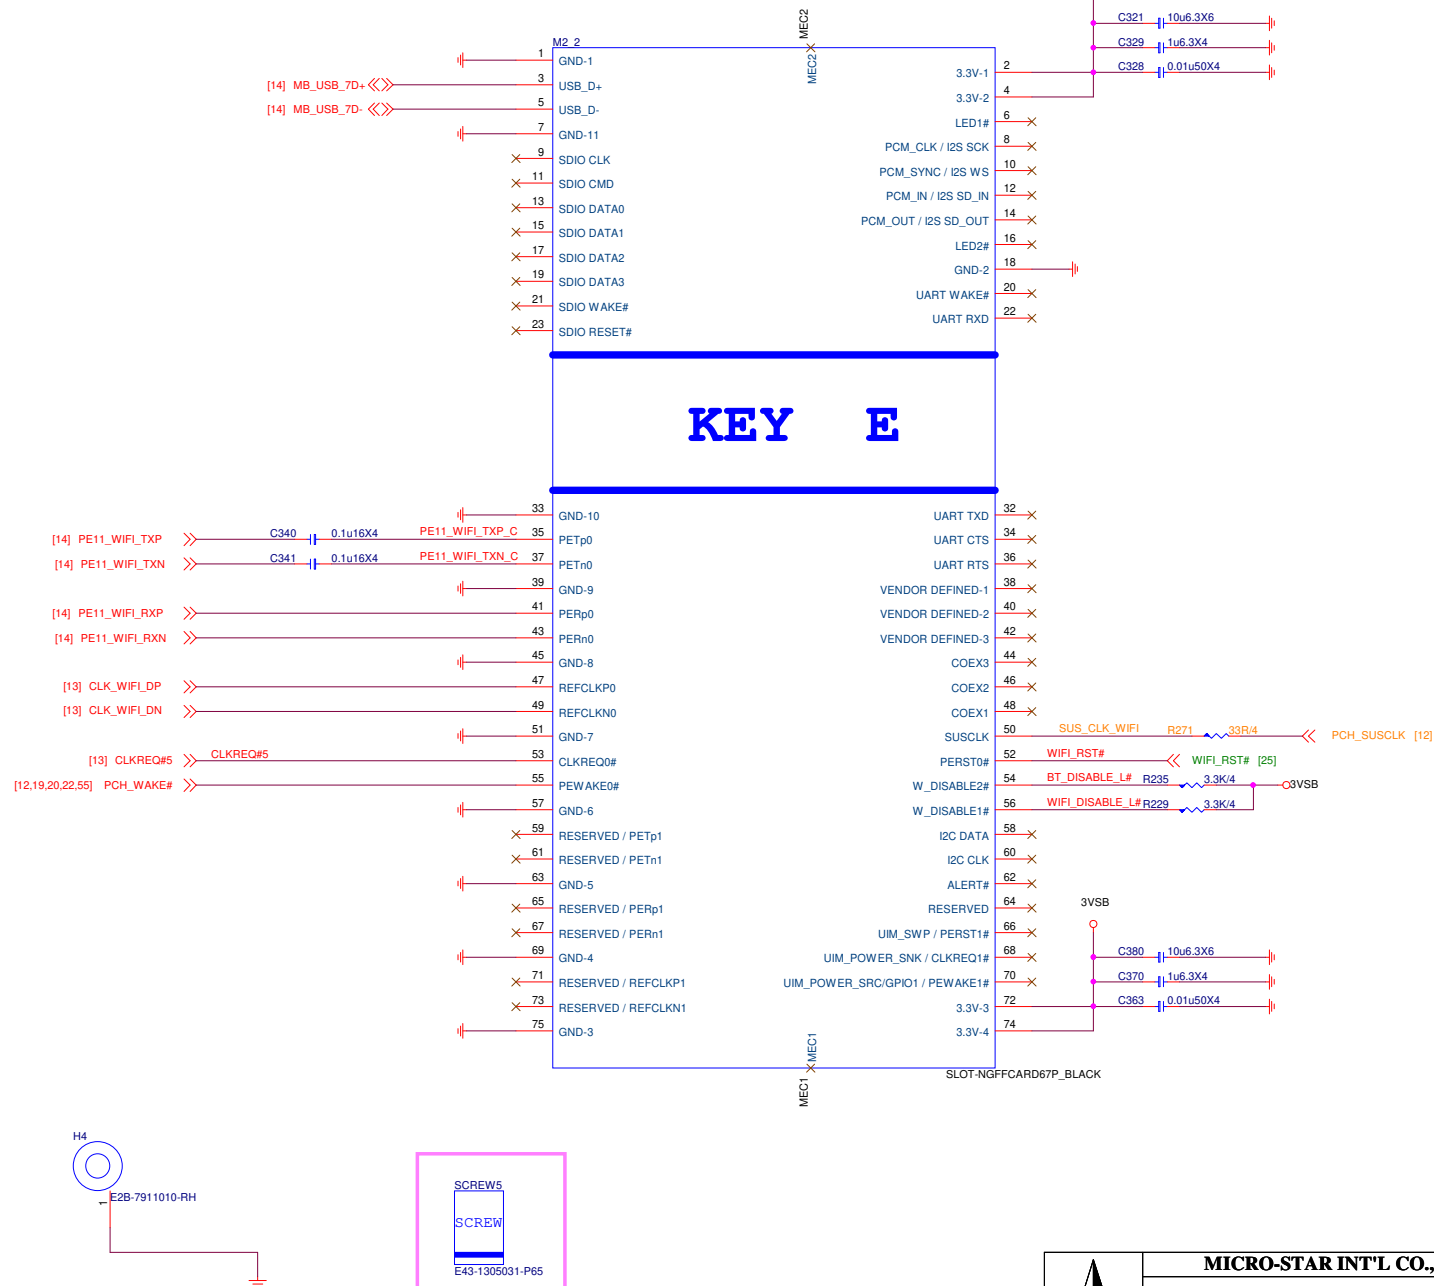 MEC2
C321 10u6.3X6
C329 1u6.3X4
C328 0.01u50X4
M2_2
MEC2
1 GND-1
[14] MB_USB_7D+ 3 USB_D+
[14] MB_USB_7D- 5 USB_D-
7 GND-11
9 SDIO CLK
11 SDIO CMD
13 SDIO DATA0
15 SDIO DATA1
17 SDIO DATA2
19 SDIO DATA3
21 SDIO WAKE#
23 SDIO RESET#
3.3V-1 2
3.3V-2 4
LED1# 6
PCM_CLK / I2S SCK 8
PCM_SYNC / I2S WS 10
PCM_IN / I2S SD_IN 12
PCM_OUT / I2S SD_OUT 14
LED2# 16
GND-2 18
UART WAKE# 20
UART RXD 22
KEY E
33 GND-10
[14] PE11_WIFI_TXP C340 0.1u16X4 PE11_WIFI_TXP_C 35 PETp0
[14] PE11_WIFI_TXN C341 0.1u16X4 PE11_WIFI_TXN_C 37 PETn0
39 GND-9
[14] PE11_WIFI_RXP 41 PERp0
[14] PE11_WIFI_RXN 43 PERn0
45 GND-8
[13] CLK_WIFI_DP 47 REFCLKP0
[13] CLK_WIFI_DN 49 REFCLKN0
51 GND-7
[13] CLKREQ#5 CLKREQ#5 53 CLKREQ0#
[12,19,20,22,55] PCH_WAKE# 55 PEWAKE0#
57 GND-6
59 RESERVED / PETp1
61 RESERVED / PETn1
63 GND-5
65 RESERVED / PERp1
67 RESERVED / PERn1
69 GND-4
71 RESERVED / REFCLKP1
73 RESERVED / REFCLKN1
75 GND-3
UART TXD 32
UART CTS 34
UART RTS 36
VENDOR DEFINED-1 38
VENDOR DEFINED-2 40
VENDOR DEFINED-3 42
COEX3 44
COEX2 46
COEX1 48
SUSCLK 50 SUS_CLK_WIFI R271 33R/4 PCH_SUSCLK [12]
PERST0# 52 WIFI_RST# WIFI_RST# [25]
W_DISABLE2# 54 BT_DISABLE_L# R235 3.3K/4 3VSB
W_DISABLE1# 56 WIFI_DISABLE_L# R229 3.3K/4
I2C DATA 58
I2C CLK 60
ALERT# 62
RESERVED 64
3VSB
UIM_SWP / PERST1# 66
UIM_POWER_SNK / CLKREQ1# 68 C380 10u6.3X6
UIM_POWER_SRC/GPIO1 / PEWAKE1# 70 C370 1u6.3X4
3.3V-3 72 C363 0.01u50X4
3.3V-4 74
MEC1
SLOT-NGFFCARD67P_BLACK
MEC1
H4
1 E2B-7911010-RH
SCREW5
SCREW
E43-1305031-P65
MICRO-STAR INT'L CO.,